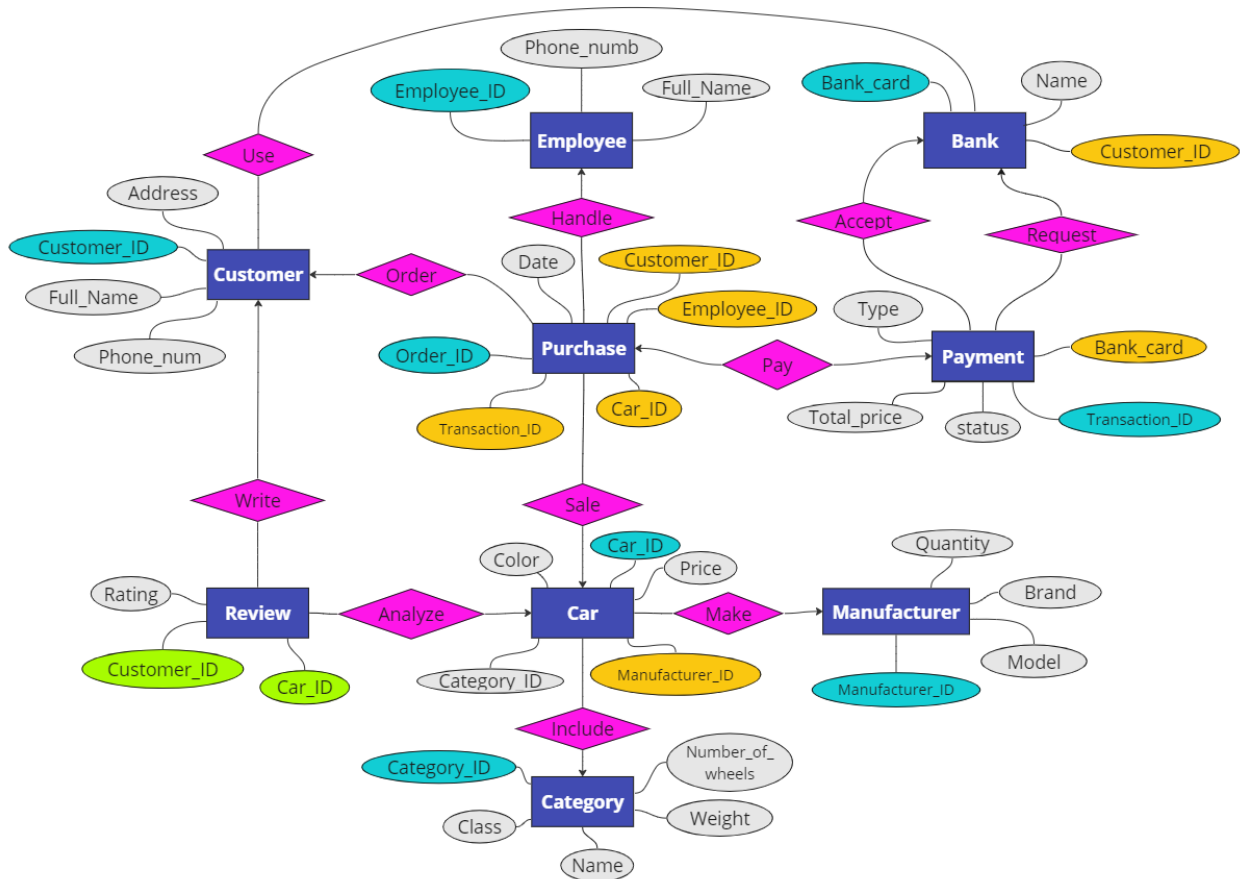 Phone_numb
Employee_ID
Full_Name
Bank_card
Name
Employee
Bank
Use
Customer_ID
Address
Handle
Accept
Request
Customer_ID
Customer
Order
Date
Customer_ID
Full_Name
Employee_ID
Type
Phone_num
Order_ID
Purchase
Pay
Payment
Bank_card
Transaction_ID
Car_ID
Total_price
status
Transaction_ID
Write
Sale
Color
Car_ID
Price
Quantity
Rating
Brand
Review
Analyze
Car
Make
Manufacturer
Customer_ID
Car_ID
Category_ID
Manufacturer_ID
Model
Manufacturer_ID
Include
Category_ID
Number_of_
wheels
Category
Class
Weight
Name